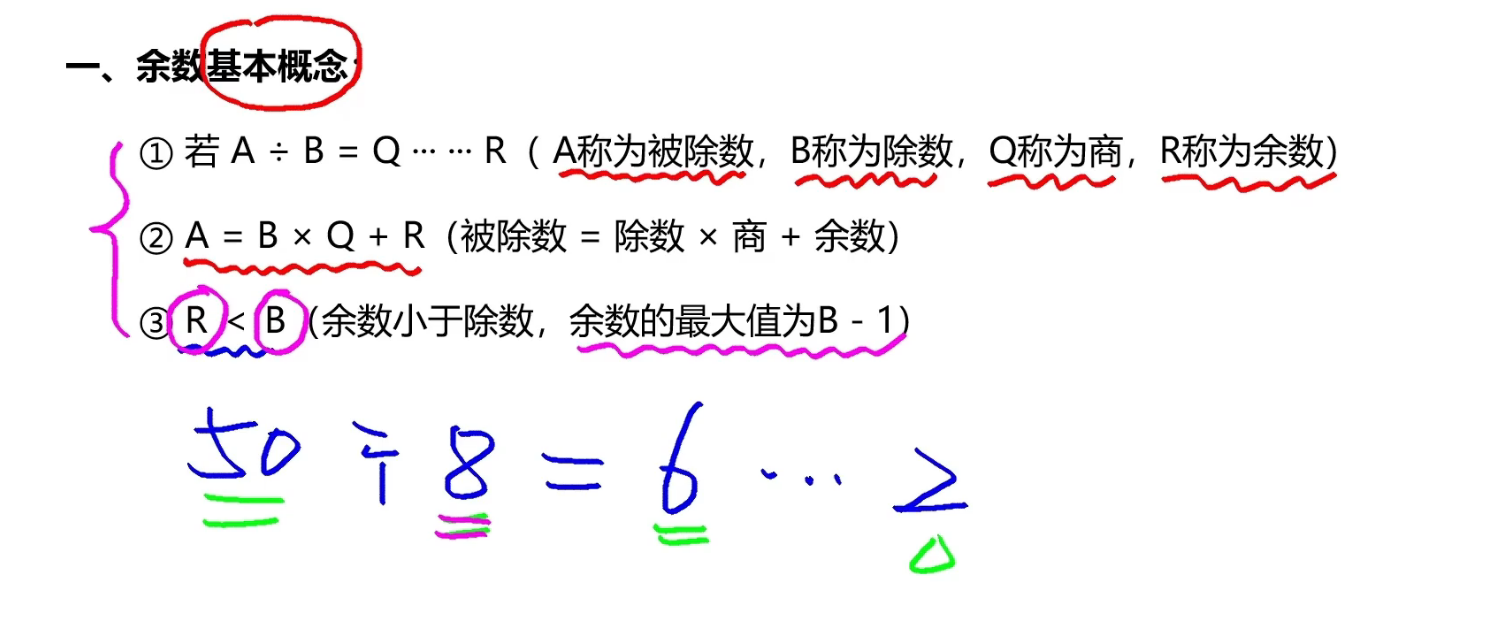 一、余数基本概念:
① 若 A ÷ B = Q ··· ··· R（ A称为被除数，B称为除数，Q称为商，R称为余数）
② A = B × Q + R（被除数 = 除数 × 商 + 余数）
③ R < B（余数小于除数，余数的最大值为B - 1）
50 ÷ 8 = 6 ··· 2